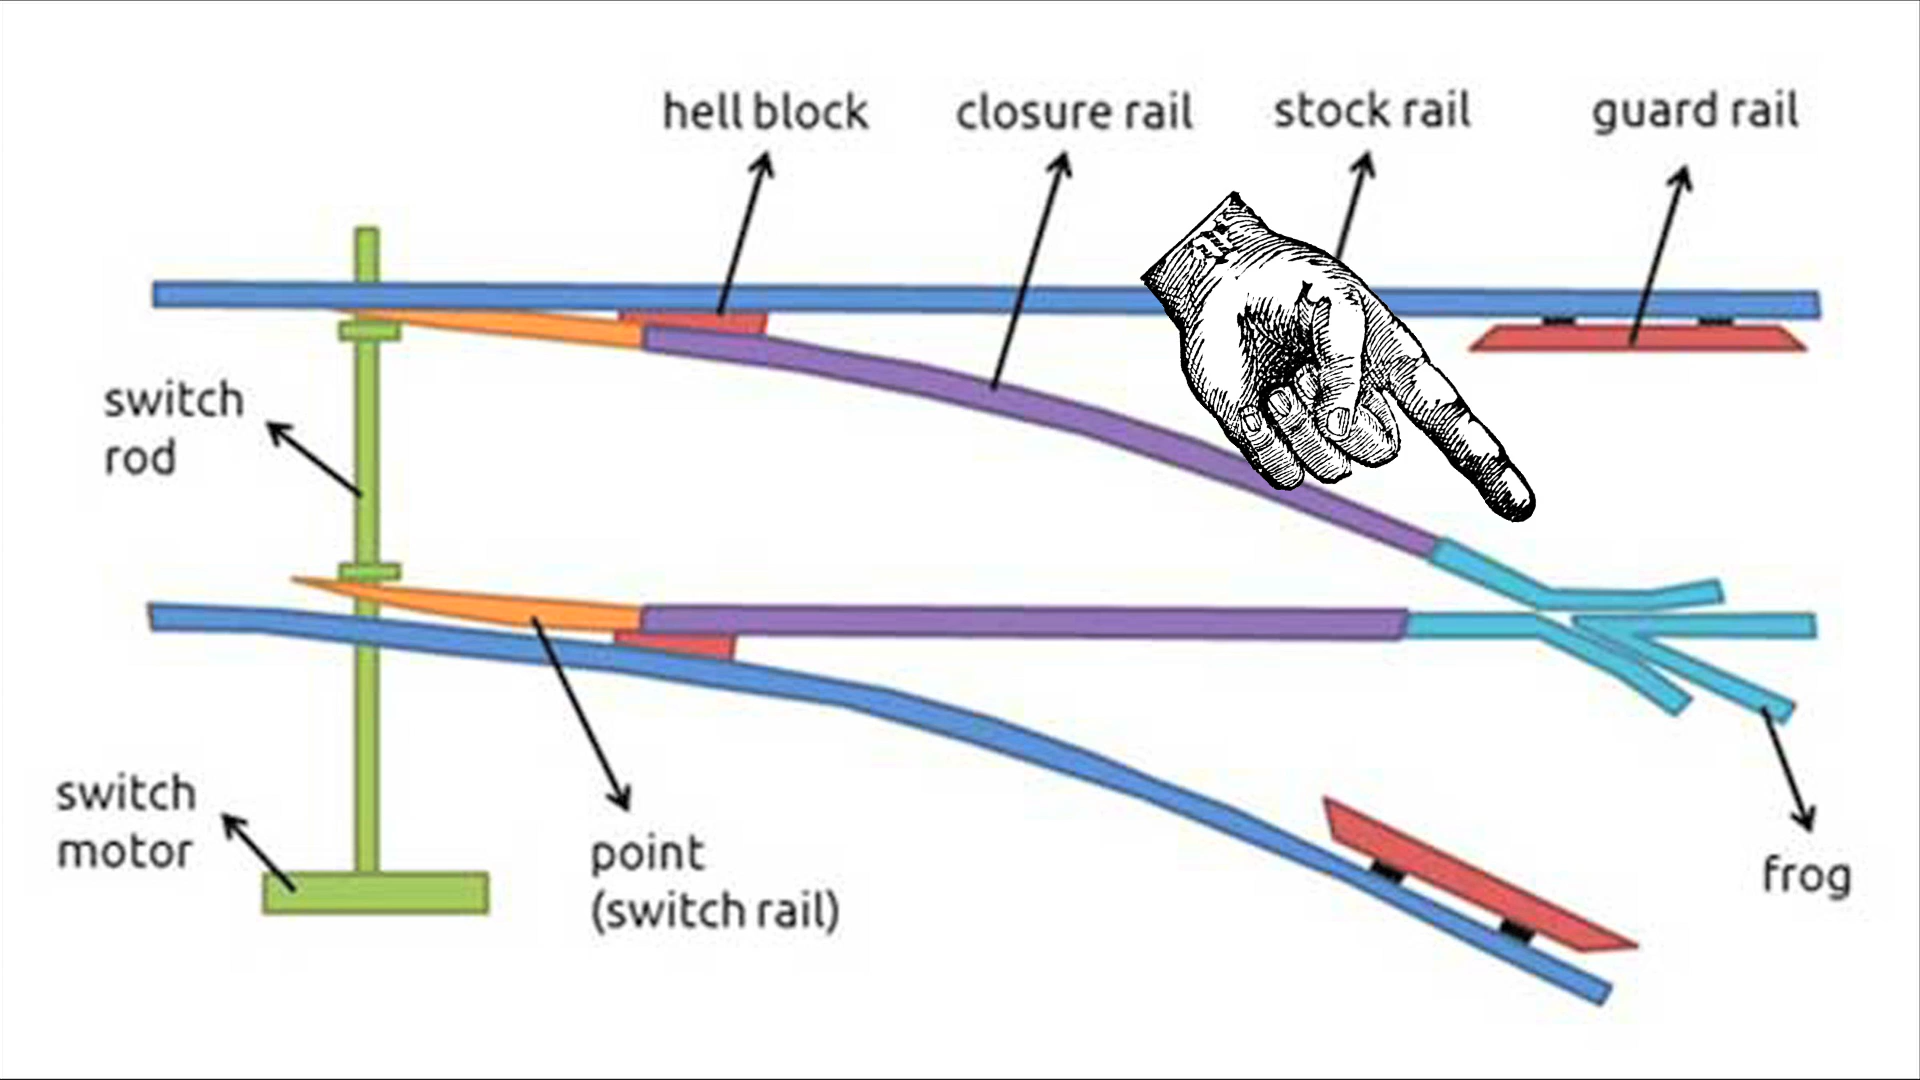 hell block
closure rail
stock rail
guard rail
switch
rod
switch
motor
point
(switch rail)
frog